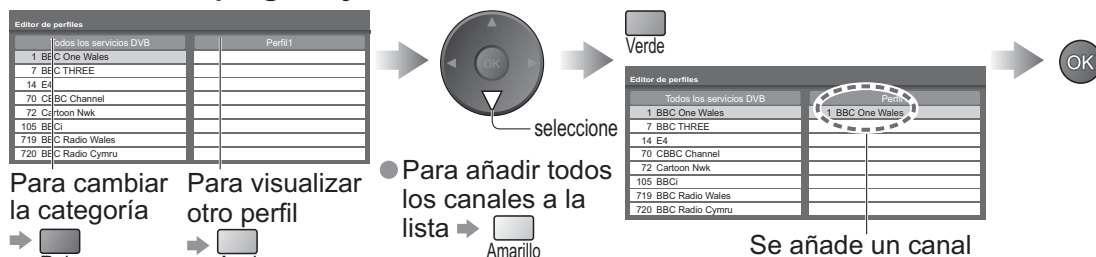 Editor de perfiles
Todos los servicios DVB Perfil1
1 BBC One Wales
7 BBC THREE
14 E4
70 CBBC Channel
72 Cartoon Nwk
105 BBCi
719 BBC Radio Wales
720 BBC Radio Cymru
Para cambiar la categoría
Para visualizar otro perfil
OK
seleccione
Para añadir todos los canales a la lista
Amarillo
Verde
Editor de perfiles
Todos los servicios DVB
1 BBC One Wales 1 BBC One Wales
7 BBC THREE
14 E4
70 CBBC Channel
72 Cartoon Nwk
105 BBCi
719 BBC Radio Wales
720 BBC Radio Cymru
Se añade un canal
OK